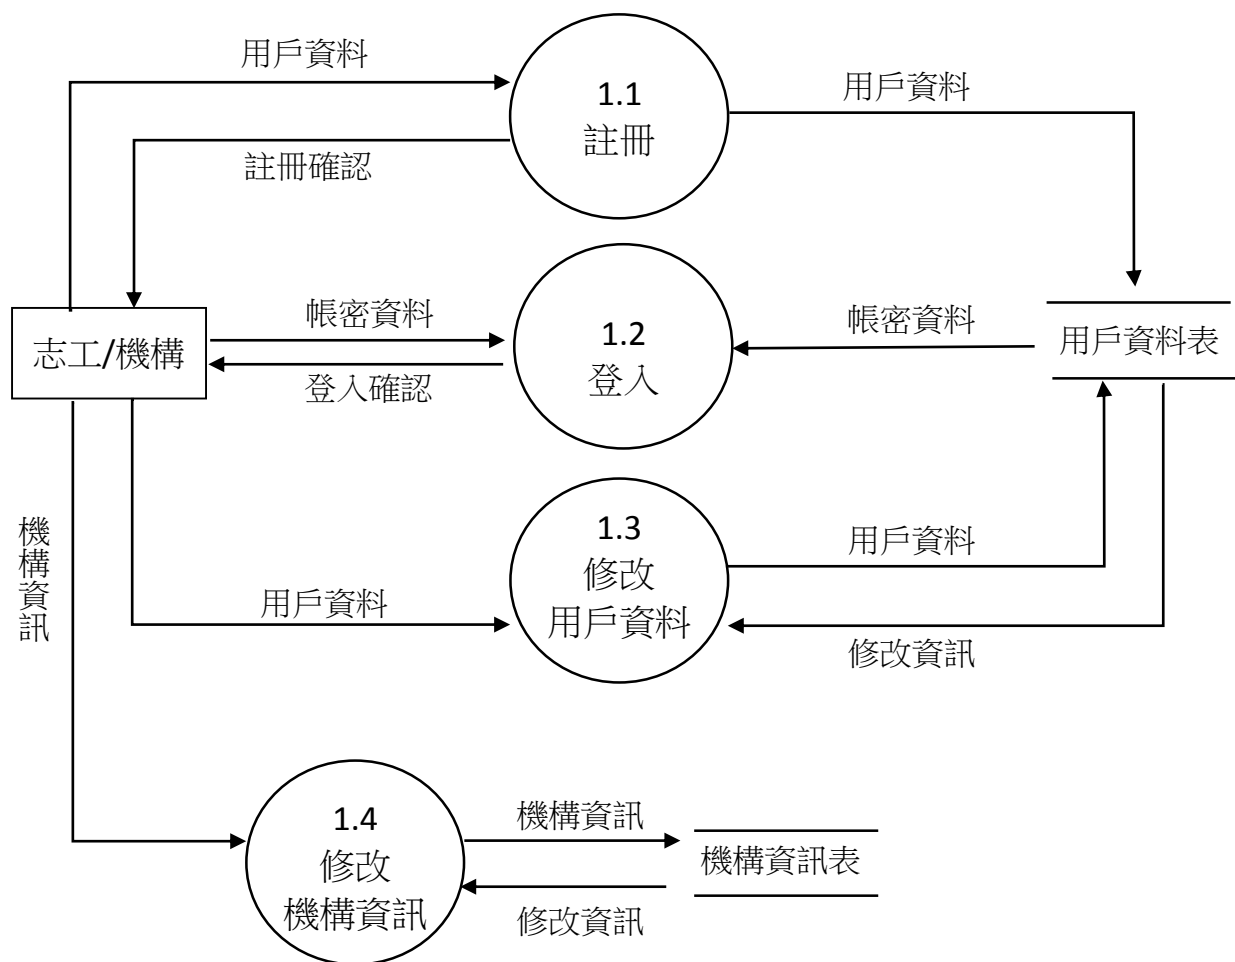 用戶資料
1.1
註冊
用戶資料
註冊確認
帳密資料
1.2
登入
帳密資料
志工/機構
用戶資料表
登入確認
機構資訊
1.3
修改
用戶資料
用戶資料
用戶資料
修改資訊
1.4
修改
機構資訊
機構資訊
機構資訊表
修改資訊